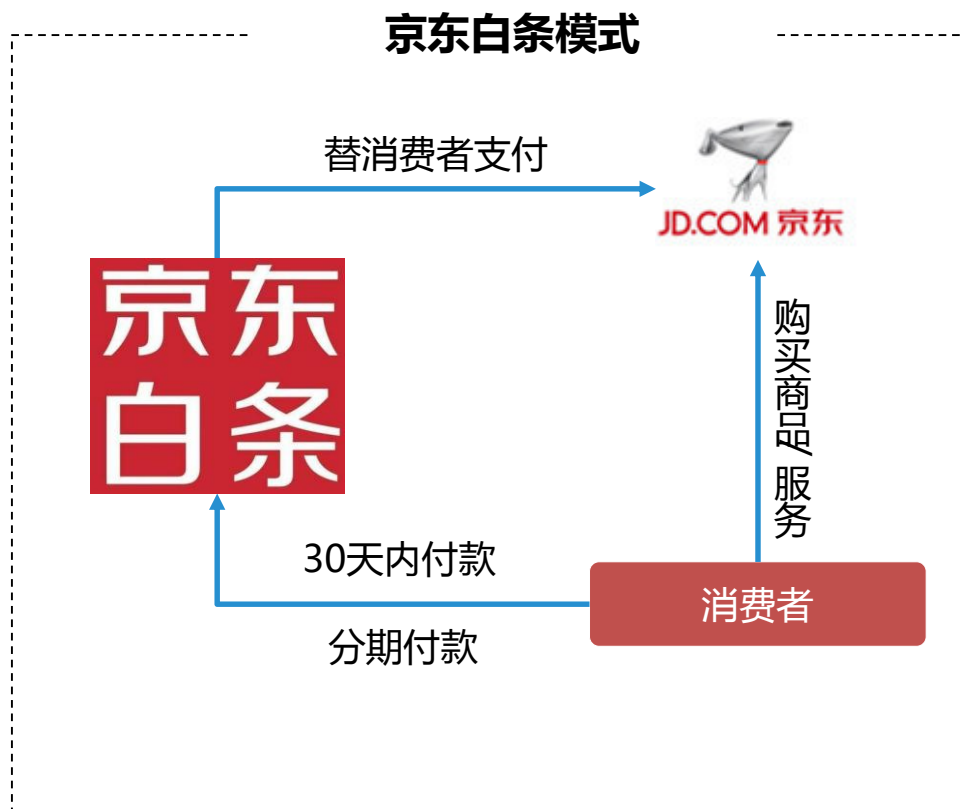 京东白条模式
替消费者支付
JD.COM 京东
京东
白条
购买商品/服务
30天内付款
分期付款
消费者